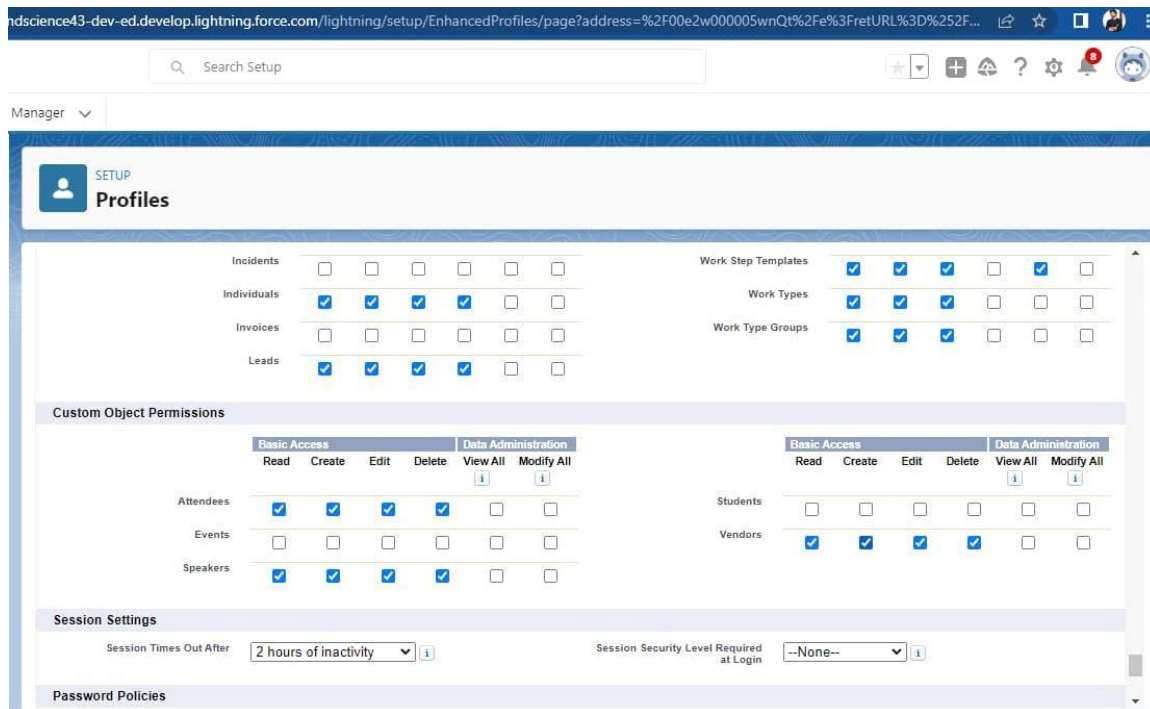 ndscience43-dev-ed.develop.lightning.force.com/lightning/setup/EnhancedProfiles/page?address=%2F00e2w000005wnQt%2Fe%3FretURL%3D%252F...
Search Setup
8
Manager
SETUP
Profiles
Incidents
Work Step Templates
Individuals
Work Types
Invoices
Work Type Groups
Leads
Custom Object Permissions
Basic Access Data Administration Basic Access Data Administration
Read Create Edit Delete View All Modify All Read Create Edit Delete View All Modify All
i i i i
Attendees Students
Events Vendors
Speakers
Session Settings
Session Times Out After 2 hours of inactivity i Session Security Level Required at Login --None-- i
Password Policies